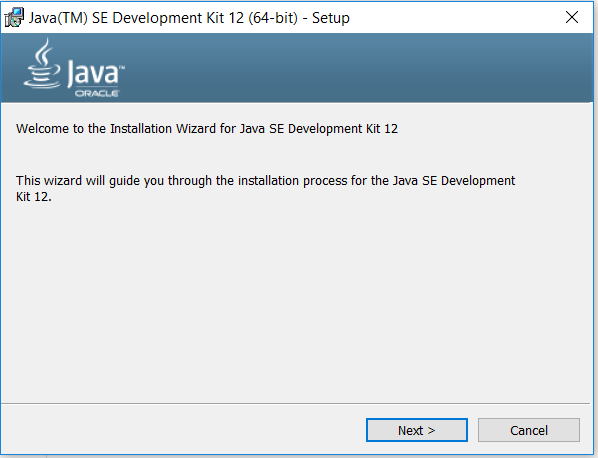 Java(TM) SE Development Kit 12 (64-bit) - Setup
Java™
ORACLE
Welcome to the Installation Wizard for Java SE Development Kit 12
This wizard will guide you through the installation process for the Java SE Development
Kit 12.
Next >
Cancel